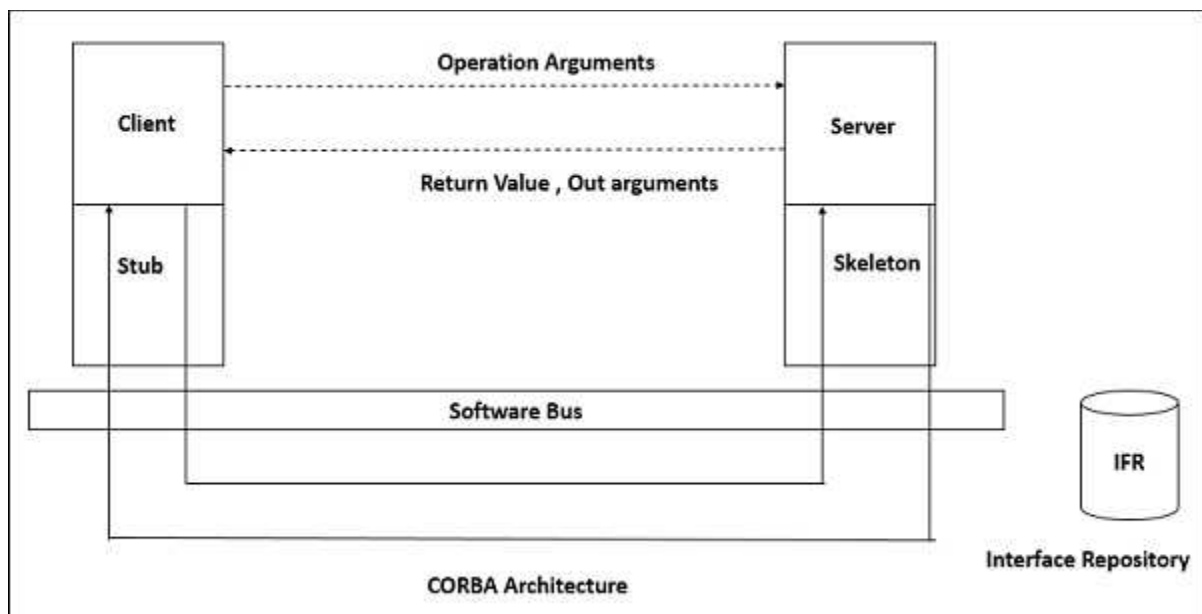 Operation Arguments
Client
Server
Return Value , Out arguments
Stub
Skeleton
Software Bus
IFR
Interface Repository
CORBA Architecture